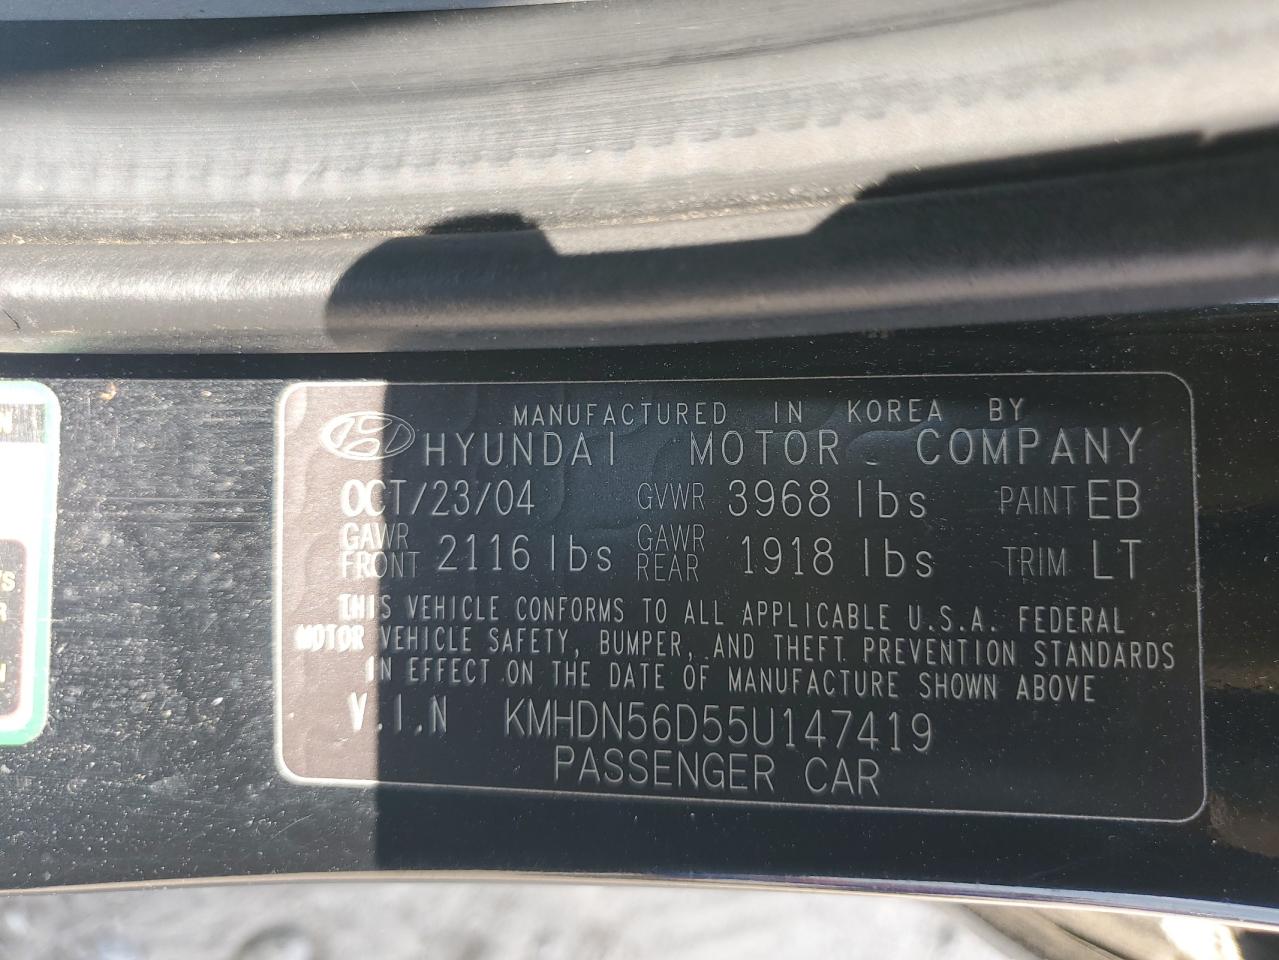 MANUFACTURED IN KOREA BY
HYUNDAI MOTOR COMPANY
OCT/23/04 GVWR 3968 lbs PAINT EB
GAWR FRONT 2116 lbs GAWR REAR 1918 lbs TRIM LT
THIS VEHICLE CONFORMS TO ALL APPLICABLE U.S.A. FEDERAL
MOTOR VEHICLE SAFETY, BUMPER, AND THEFT PREVENTION STANDARDS
IN EFFECT ON THE DATE OF MANUFACTURE SHOWN ABOVE
V.I.N KMHDN56D55U147419
PASSENGER CAR